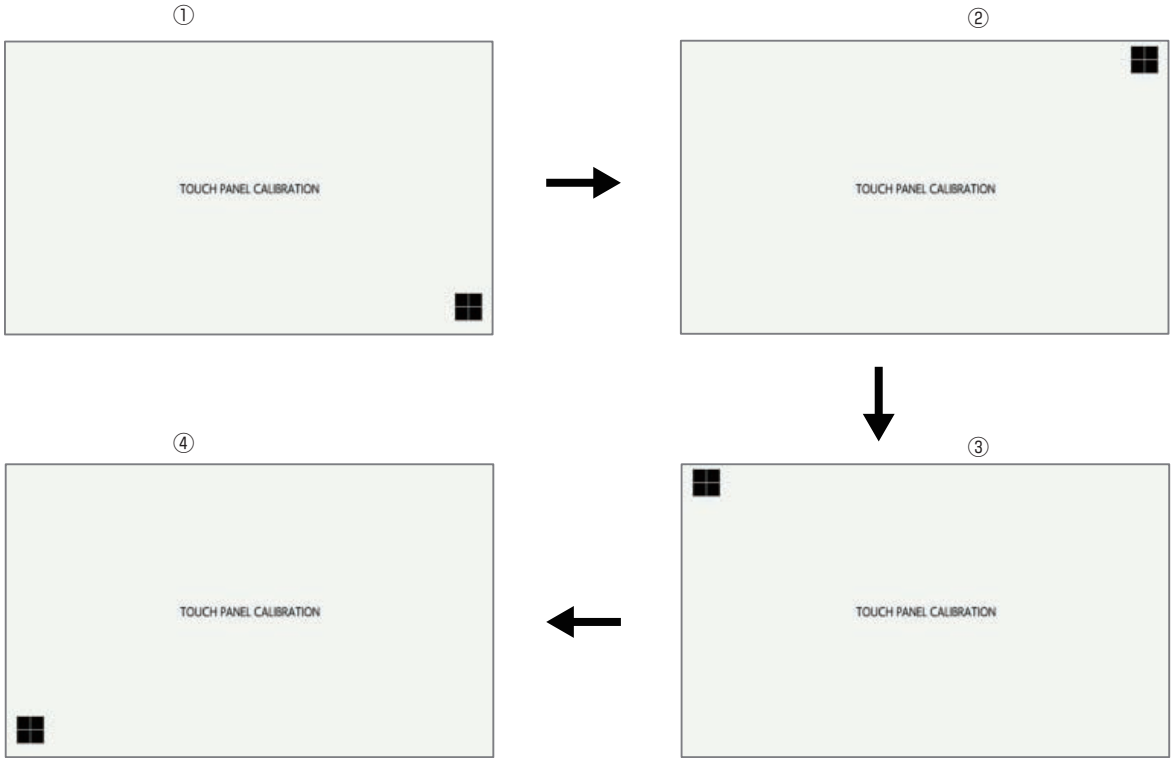 ①
②
TOUCH PANEL CALIBRATION
TOUCH PANEL CALIBRATION
④
③
TOUCH PANEL CALIBRATION
TOUCH PANEL CALIBRATION